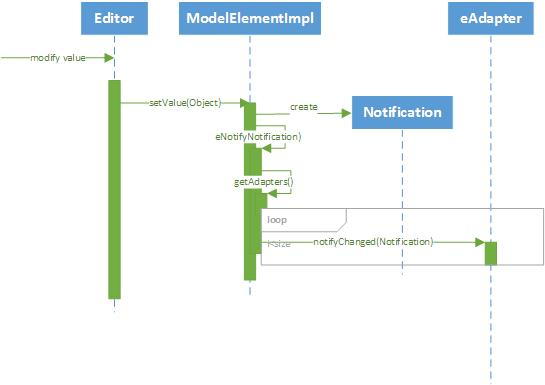 Editor
ModelElementImpl
eAdapter
modify value
setValue(Object)
create
Notification
eNotifyNotification)
getAdapters()
loop
notifyChanged(Notification)
I<size